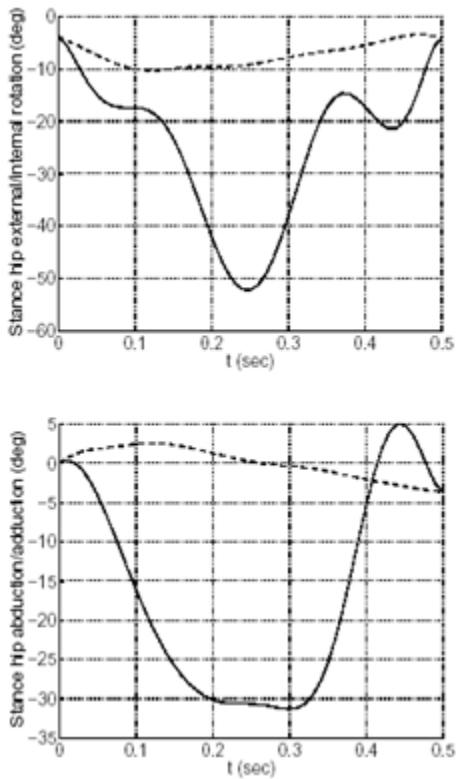 Stance hip external/internal rotation (deg)
0
−10
−20
−30
−40
−50
−60
0 0.1 0.2 0.3 0.4 0.5
t (sec)
Stance hip abduction/adduction (deg)
5
0
−5
−10
−15
−20
−25
−30
−35
0 0.1 0.2 0.3 0.4 0.5
t (sec)